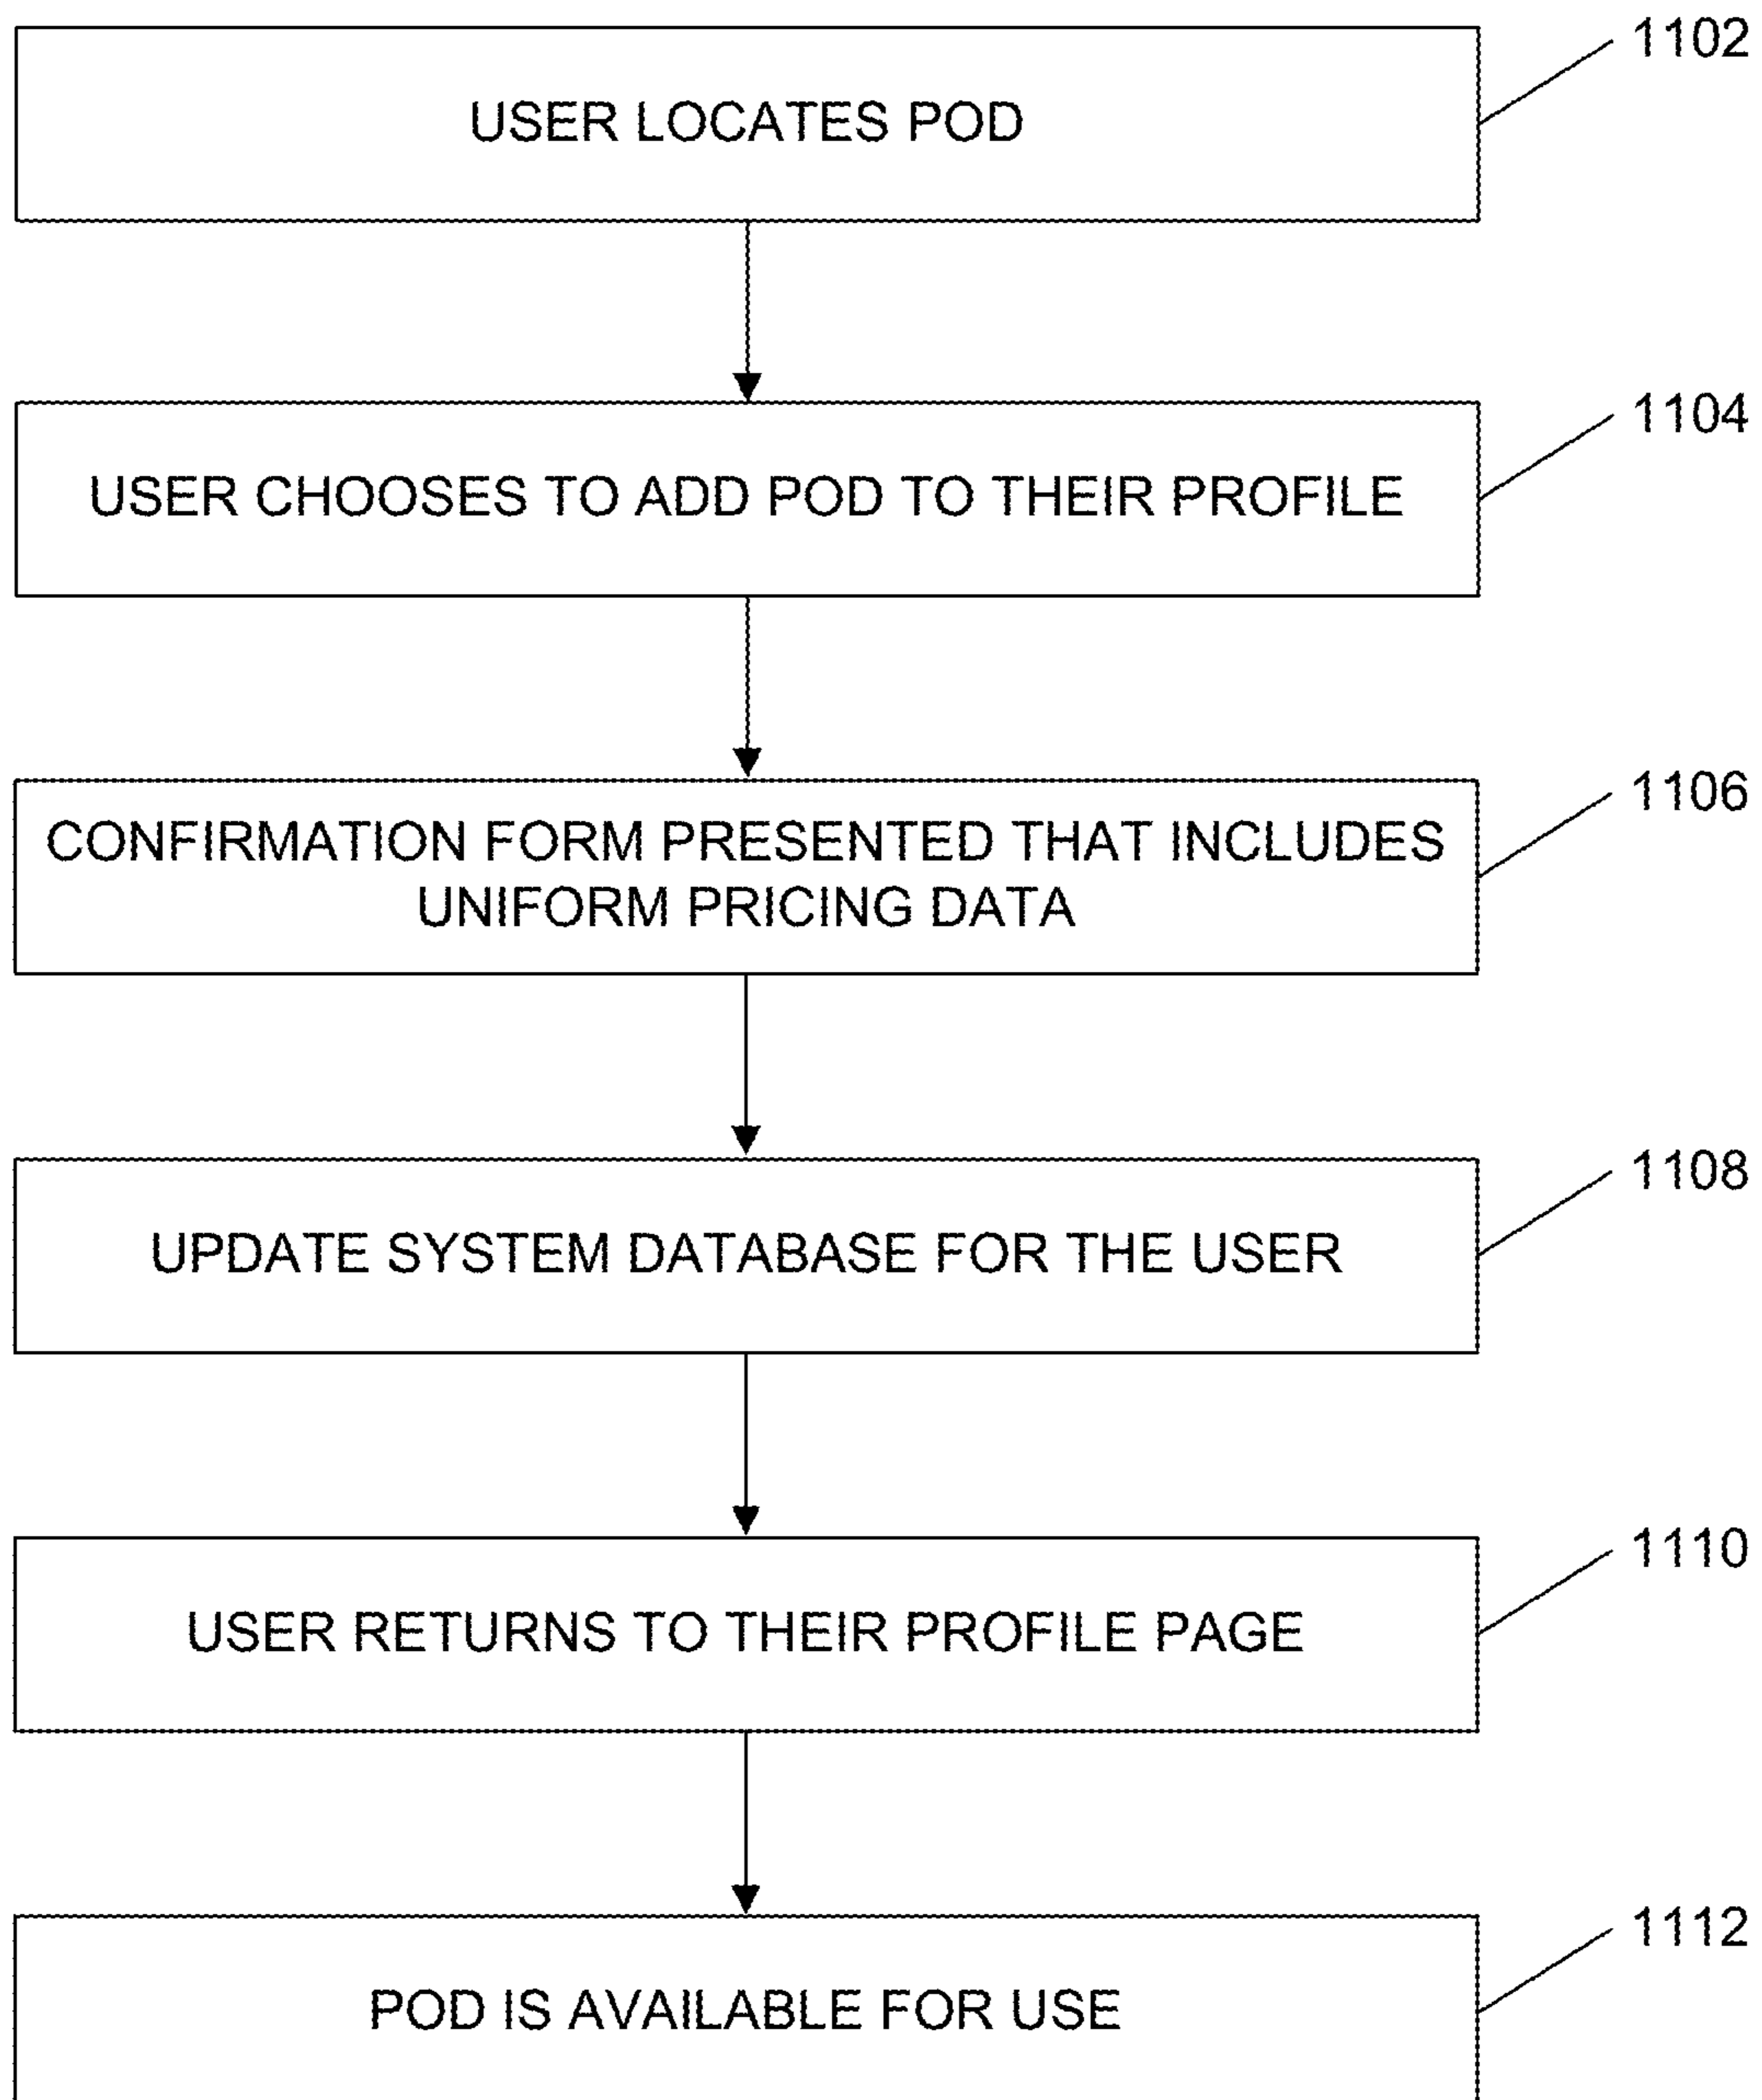 1102
USER LOCATES POD
1104
USER CHOOSES TO ADD POD TO THEIR PROFILE
1106
CONFIRMATION FORM PRESENTED THAT INCLUDES
UNIFORM PRICING DATA
1108
UPDATE SYSTEM DATABASE FOR THE USER
1110
USER RETURNS TO THEIR PROFILE PAGE
1112
POD IS AVAILABLE FOR USE